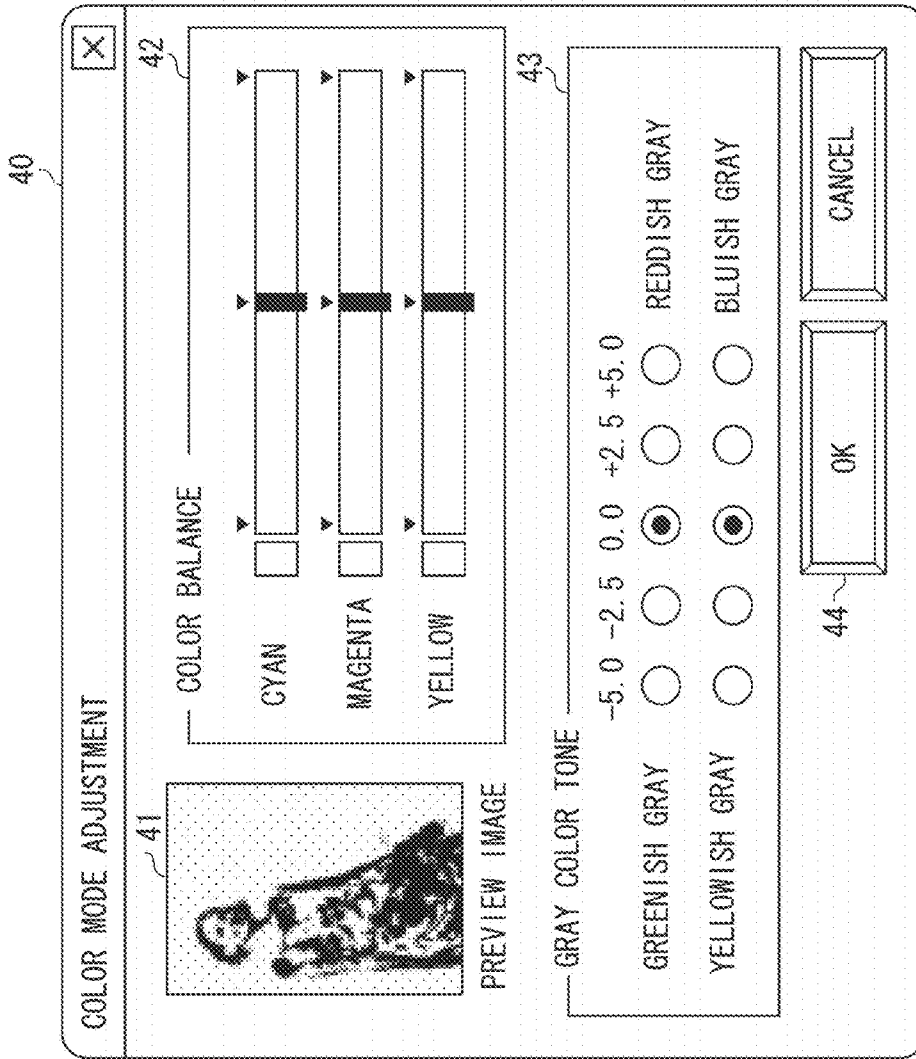 40
COLOR MODE ADJUSTMENT X
41
PREVIEW IMAGE
42
COLOR BALANCE
CYAN
MAGENTA
YELLOW
43
GRAY COLOR TONE
-5.0 -2.5 0.0 +2.5 +5.0
GREENISH GRAY REDDISH GRAY
YELLOWISH GRAY BLUISH GRAY
44
OK CANCEL